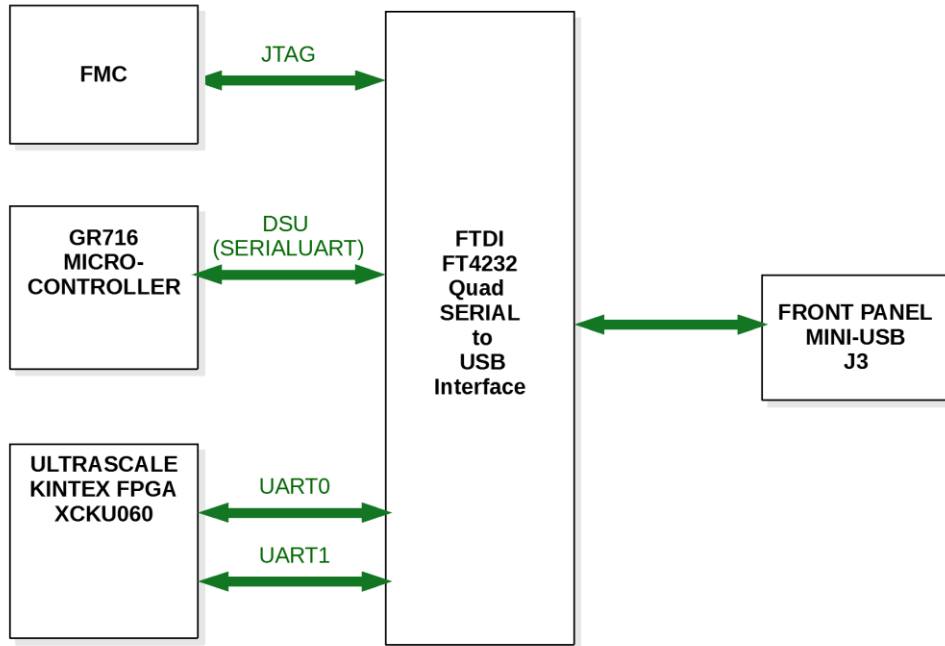 FMC
JTAG
GR716
MICRO-
CONTROLLER
DSU
(SERIALUART)
ULTRASCALE
KINTEX FPGA
XCKU060
UART0
UART1
FTDI
FT4232
Quad
SERIAL
to
USB
Interface
FRONT PANEL
MINI-USB
J3